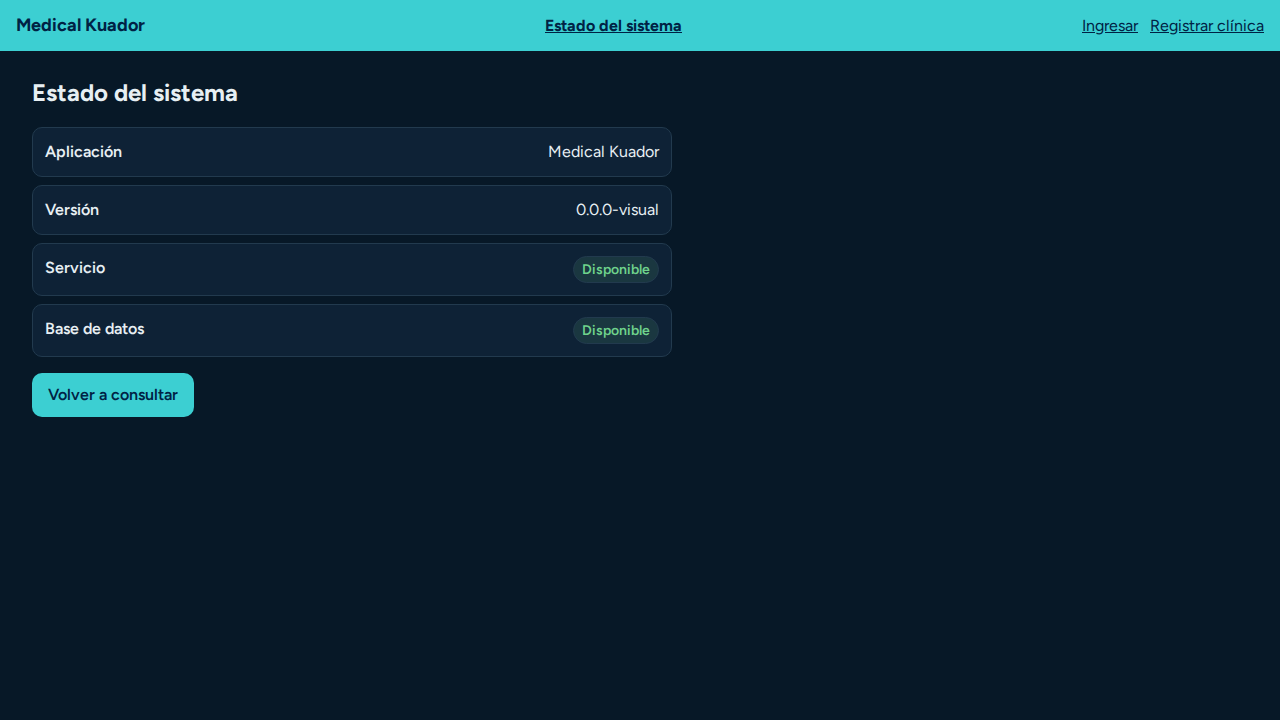 Medical Kuador
Estado del sistema
Ingresar
Registrar clínica
Estado del sistema
Aplicación
Medical Kuador
Versión
0.0.0-visual
Servicio
Disponible
Base de datos
Disponible
Volver a consultar